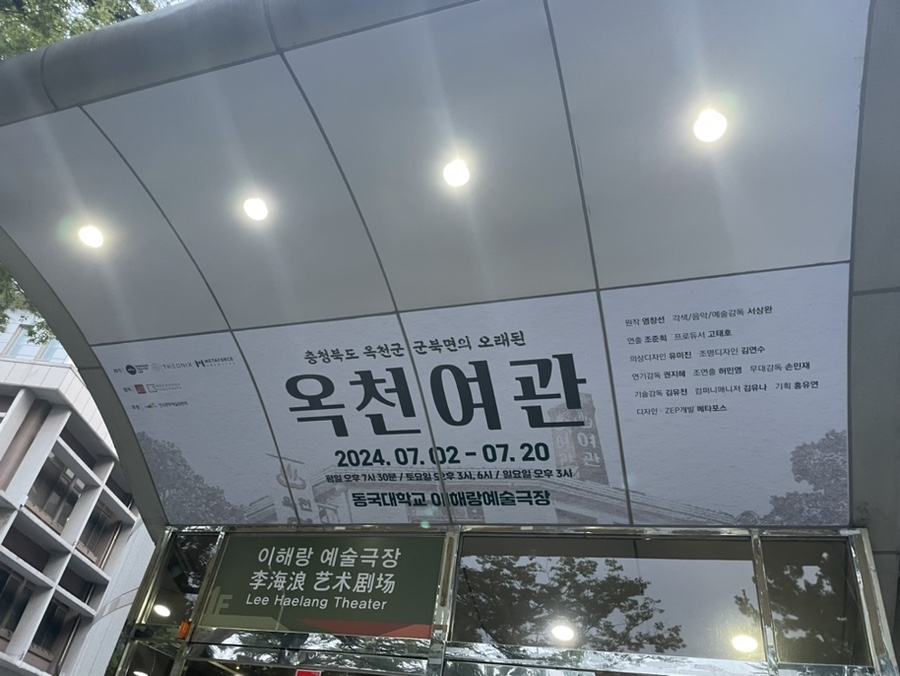 충청북도 옥천군 군북면의 오래된
옥천여관
2024. 07. 02 - 07. 20
평일 오후 7시 30분 / 토요일 오후 3시, 6시 / 일요일 오후 3시
동국대학교 이해랑예술극장
원작 염창선 각색/음악/예술감독 서상완
연출 조준희 프로듀서 고태호
의상디자인 유미진 조명디자인 김연수
연기감독 권지혜 조연출 허민영 무대감독 손민재
기술감독 김유진 컴퍼니매니저 김유나 기획 홍유연
디자인 · ZEP개발 메타포스
THEONIX METAFORCE
이해랑 예술극장
李海浪 艺术剧场
Lee Haelang Theater
1F